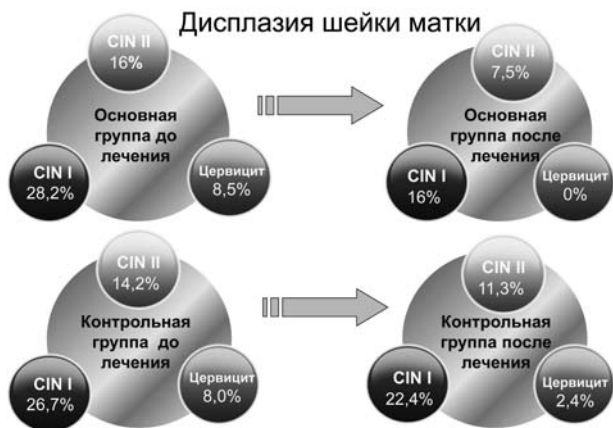 Дисплазия шейки матки
CIN II
16%
Основная
группа до
лечения
CIN I
28,2%
Цервицит
8,5%
CIN II
7,5%
Основная
группа после
лечения
CIN I
16%
Цервицит
0%
CIN II
14,2%
Контрольная
группа до
лечения
CIN I
26,7%
Цервицит
8,0%
CIN II
11,3%
Контрольная
группа после
лечения
CIN I
22,4%
Цервицит
2,4%